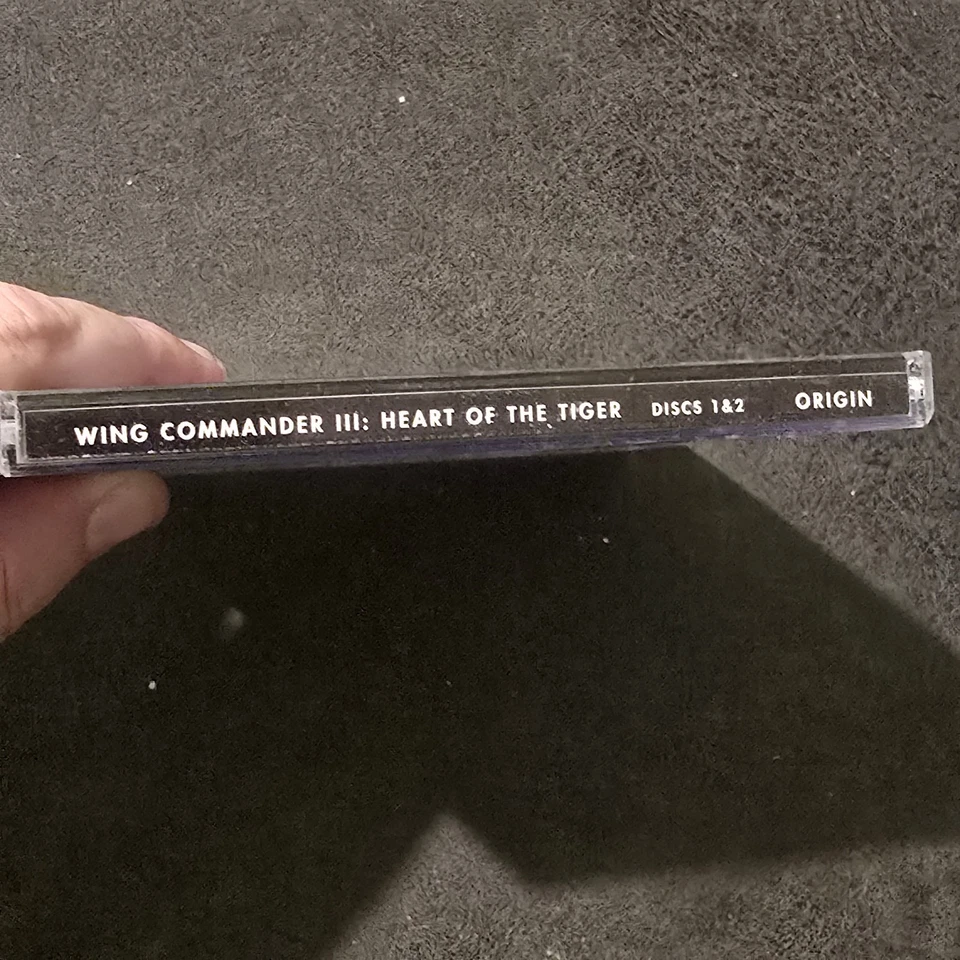 WING COMMANDER III: HEART OF THE TIGER DISCS 1&2 ORIGIN